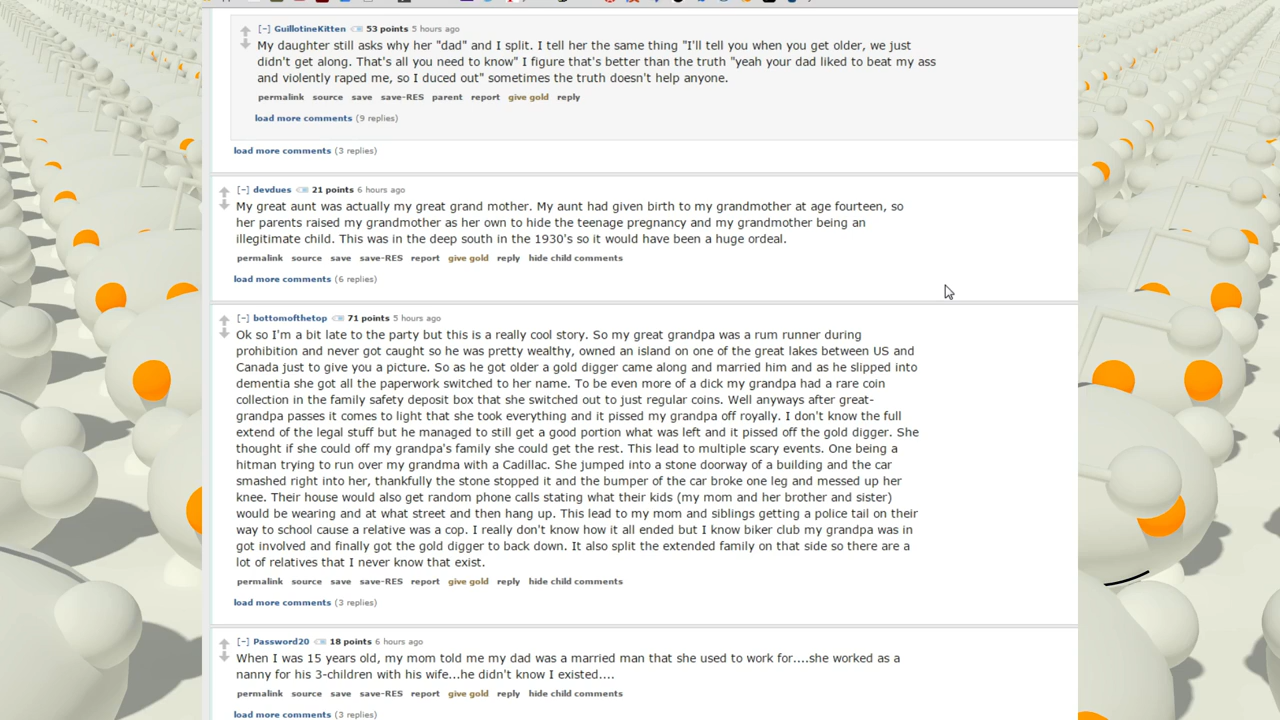 [-] GuillotineKitten 53 points 5 hours ago
My daughter still asks why her "dad" and I split. I tell her the same thing "I'll tell you when you get older, we just
didn't get along. That's all you need to know" I figure that's better than the truth "yeah your dad liked to beat my ass
and violently raped me, so I duced out" sometimes the truth doesn't help anyone.
permalink source save save-RES parent report give gold reply
load more comments (9 replies)
load more comments (3 replies)
[-] devdues 21 points 6 hours ago
My great aunt was actually my great grand mother. My aunt had given birth to my grandmother at age fourteen, so
her parents raised my grandmother as her own to hide the teenage pregnancy and my grandmother being an
illegitimate child. This was in the deep south in the 1930's so it would have been a huge ordeal.
permalink source save save-RES report give gold reply hide child comments
load more comments (6 replies)
[-] bottomofthetop 71 points 5 hours ago
Ok so I'm a bit late to the party but this is a really cool story. So my great grandpa was a rum runner during
prohibition and never got caught so he was pretty wealthy, owned an island on one of the great lakes between US and
Canada just to give you a picture. So as he got older a gold digger came along and married him and as he slipped into
dementia she got all the paperwork switched to her name. To be even more of a dick my grandpa had a rare coin
collection in the family safety deposit box that she switched out to just regular coins. Well anyways after great-
grandpa passes it comes to light that she took everything and it pissed my grandpa off royally. I don't know the full
extend of the legal stuff but he managed to still get a good portion what was left and it pissed off the gold digger. She
thought if she could off my grandpa's family she could get the rest. This lead to multiple scary events. One being a
hitman trying to run over my grandma with a Cadillac. She jumped into a stone doorway of a building and the car
smashed right into her, thankfully the stone stopped it and the bumper of the car broke one leg and messed up her
knee. Their house would also get random phone calls stating what their kids (my mom and her brother and sister)
would be wearing and at what street and then hang up. This lead to my mom and siblings getting a police tail on their
way to school cause a relative was a cop. I really don't know how it all ended but I know biker club my grandpa was in
got involved and finally got the gold digger to back down. It also split the extended family on that side so there are a
lot of relatives that I never know that exist.
permalink source save save-RES report give gold reply hide child comments
load more comments (3 replies)
[-] Password20 18 points 6 hours ago
When I was 15 years old, my mom told me my dad was a married man that she used to work for....she worked as a
nanny for his 3-children with his wife...he didn't know I existed....
permalink source save save-RES report give gold reply hide child comments
load more comments (3 replies)